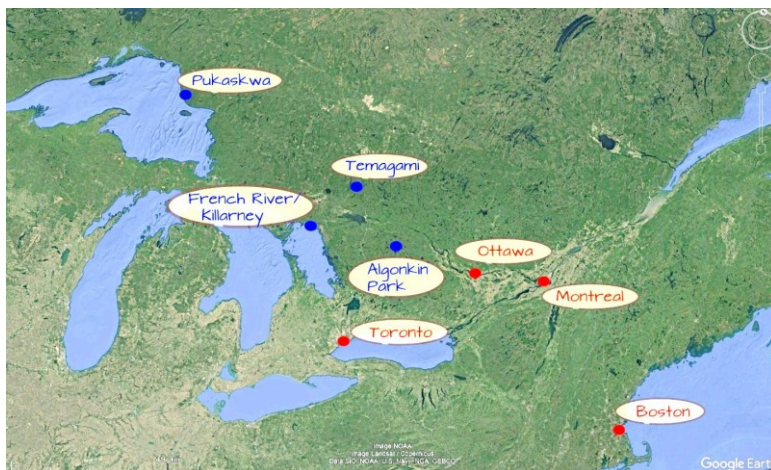 Pukaskwa
Temagami
French River/
Killarney
Algonkin
Park
Ottawa
Montreal
Toronto
Boston
Image NOAA
Image Landsat / Copernicus
Data SIO, NOAA, U.S. Navy, NGA, GEBCO
Google Eart